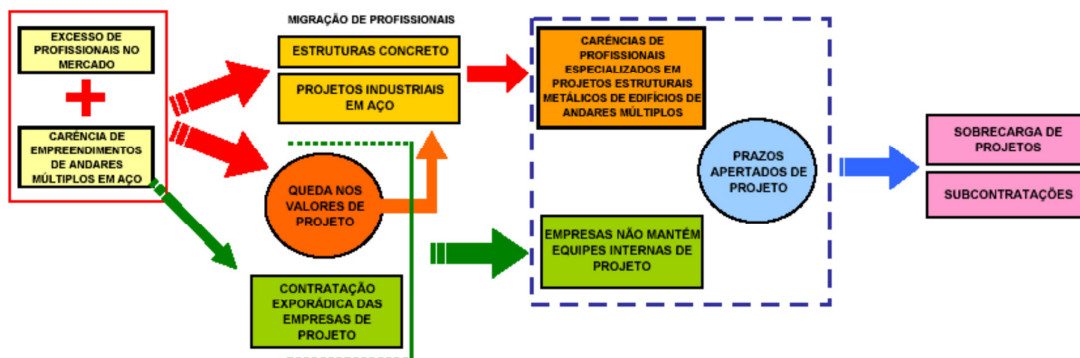 EXCESSO DE
PROFISSIONAIS NO
MERCADO
CARÊNCIA DE
EMPREENDIMENTOS
DE ANDARES
MÚLTIPLOS EM AÇO
MIGRAÇÃO DE PROFISSIONAIS
ESTRUTURAS CONCRETO
PROJETOS INDUSTRIAIS
EM AÇO
QUEDA NOS
VALORES DE
PROJETO
CONTRATAÇÃO
EXPORÁDICA DAS
EMPRESAS DE
PROJETO
CARÊNCIAS DE
PROFISSIONAIS
ESPECIALIZADOS EM
PROJETOS ESTRUTURAIS
METÁLICOS DE EDIFÍCIOS DE
ANDARES MÚLTIPLOS
PRAZOS
APERTADOS DE
PROJETO
EMPRESAS NÃO MANTÉM
EQUIPES INTERNAS DE
PROJETO
SOBRECARGA DE
PROJETOS
SUBCONTRATAÇÕES